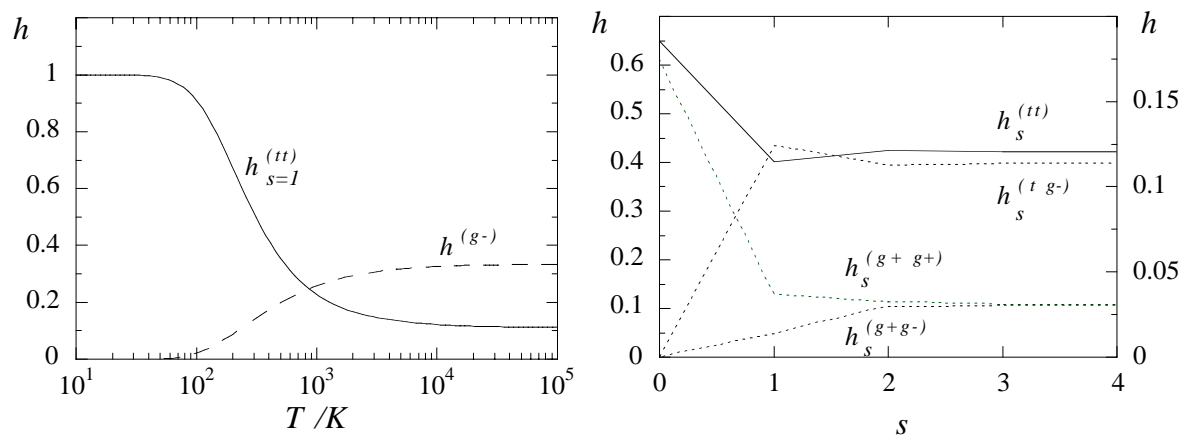 h
1
0.8
0.6
0.4
0.2
0
10^1 10^2 10^3 10^4 10^5
T /K
h_{s=1}^{(tt)}
h^{(g-)}
h
0.6
0.5
0.4
0.3
0.2
0.1
0
0 1 2 3 4
s
h_s^{(tt)}
h_s^{(t g-)}
h_s^{(g+ g+)}
h_s^{(g+g-)}
h
0.15
0.1
0.05
0